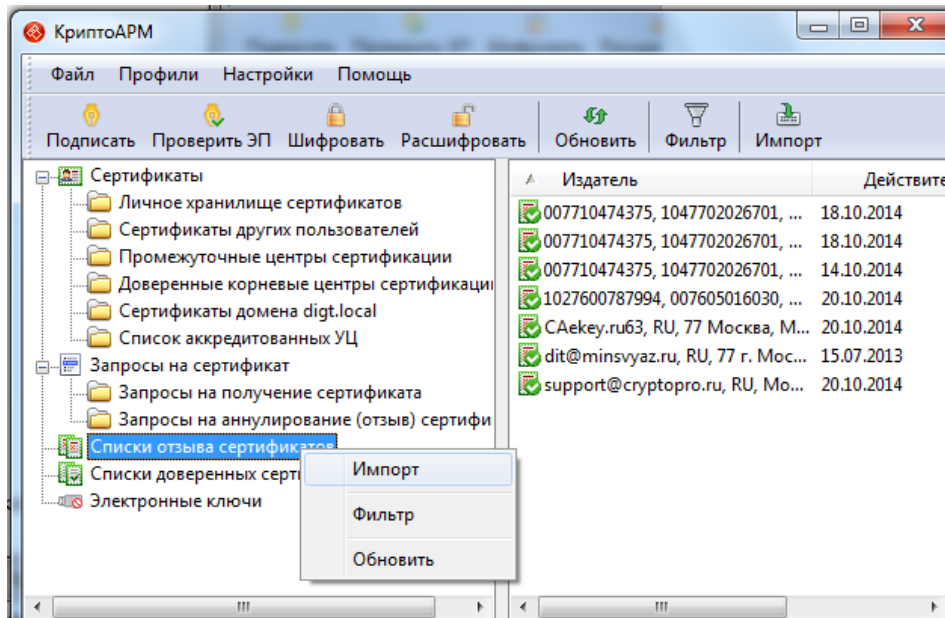 КриптоАРМ
Файл Профили Настройки Помощь
Подписать Проверить ЭП Шифровать Расшифровать Обновить Фильтр Импорт
Сертификаты
Личное хранилище сертификатов
Сертификаты других пользователей
Промежуточные центры сертификации
Доверенные корневые центры сертификаци
Сертификаты домена digt.local
Список аккредитованных УЦ
Запросы на сертификат
Запросы на получение сертификата
Запросы на аннулирование (отзыв) сертифи
Списки отзыва сертификатов
Списки доверенных серт
Электронные ключи
Импорт
Фильтр
Обновить
Издатель Действите
007710474375, 1047702026701, ... 18.10.2014
007710474375, 1047702026701, ... 18.10.2014
007710474375, 1047702026701, ... 14.10.2014
1027600787994, 007605016030, ... 20.10.2014
CAekey.ru63, RU, 77 Москва, М... 20.10.2014
dit@minsvyaz.ru, RU, 77 г. Мос... 15.07.2013
support@cryptopro.ru, RU, Мо... 20.10.2014